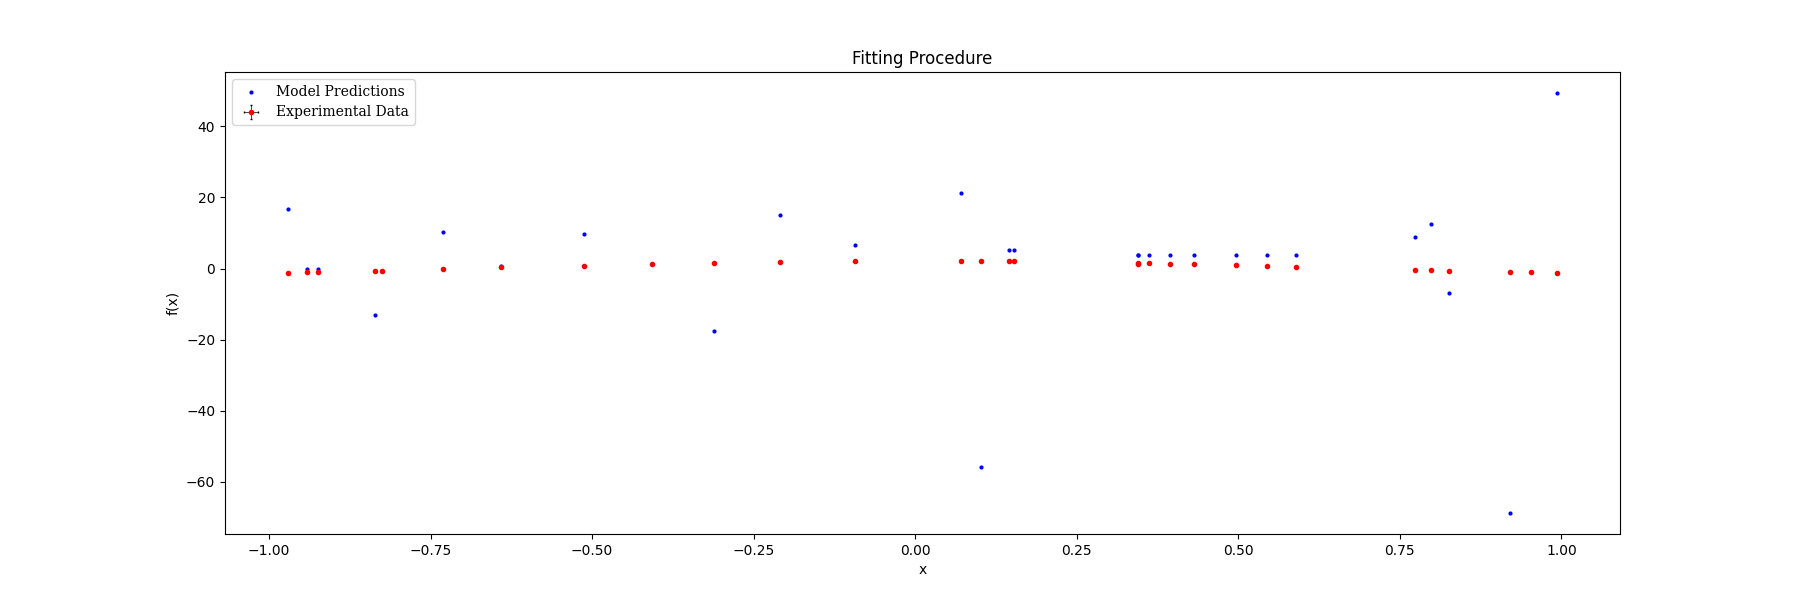 Fitting Procedure
Model Predictions
Experimental Data
f(x)
40
20
0
−20
−40
−60
−1.00 −0.75 −0.50 −0.25 0.00 0.25 0.50 0.75 1.00
x